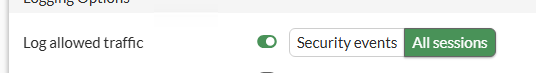 Logging Options
Log allowed traffic Security events All sessions